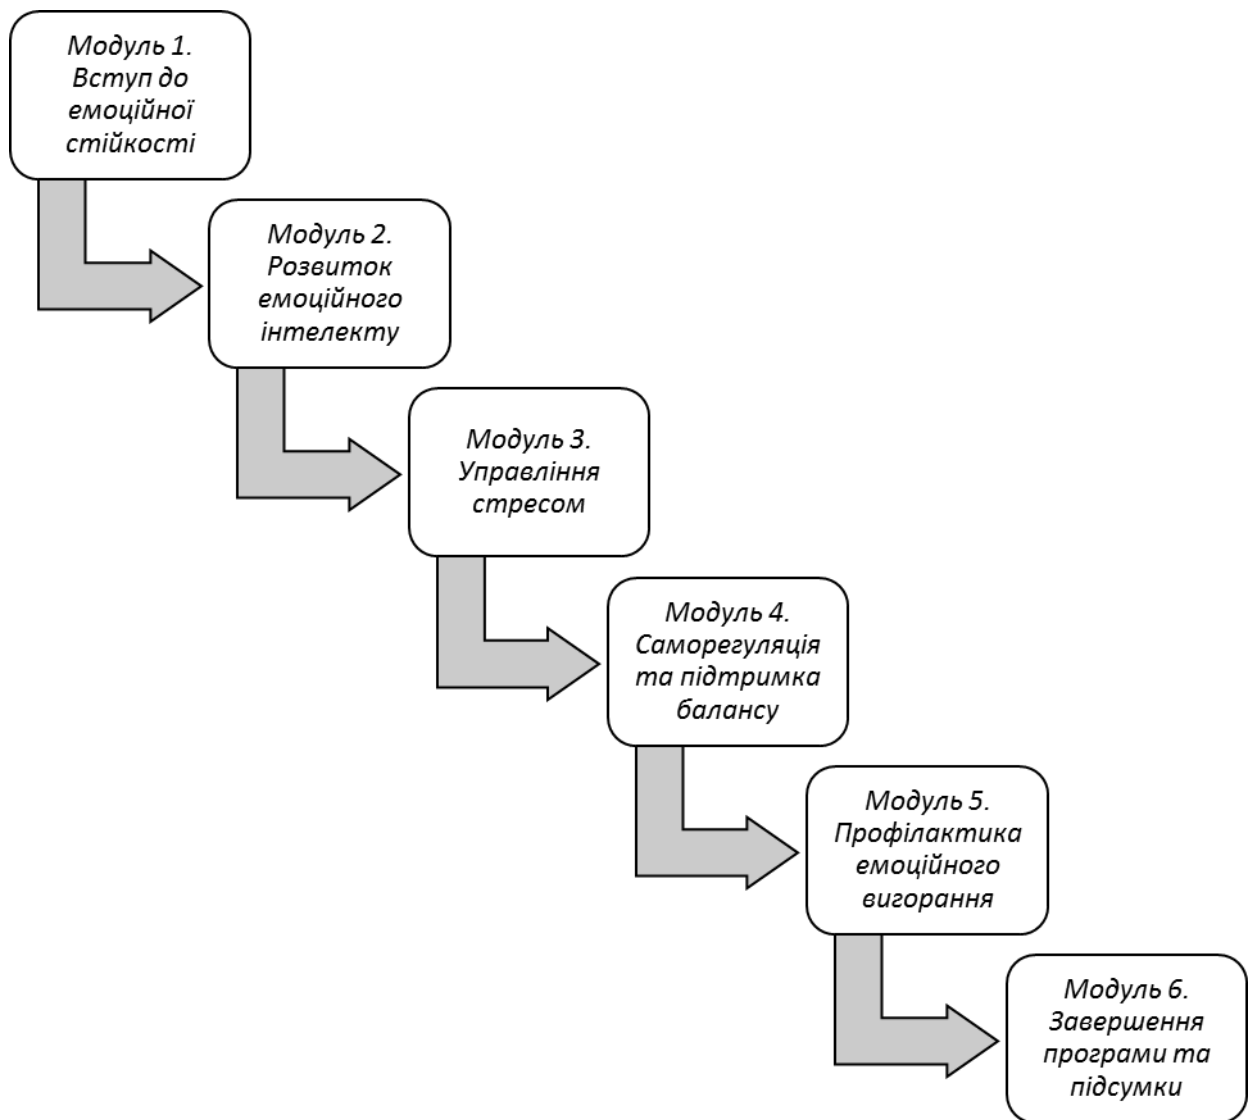 Модуль 1.
Вступ до
емоційної
стійкості
Модуль 2.
Розвиток
емоційного
інтелекту
Модуль 3.
Управління
стресом
Модуль 4.
Саморегуляція
та підтримка
балансу
Модуль 5.
Профілактика
емоційного
вигорання
Модуль 6.
Завершення
програми та
підсумки